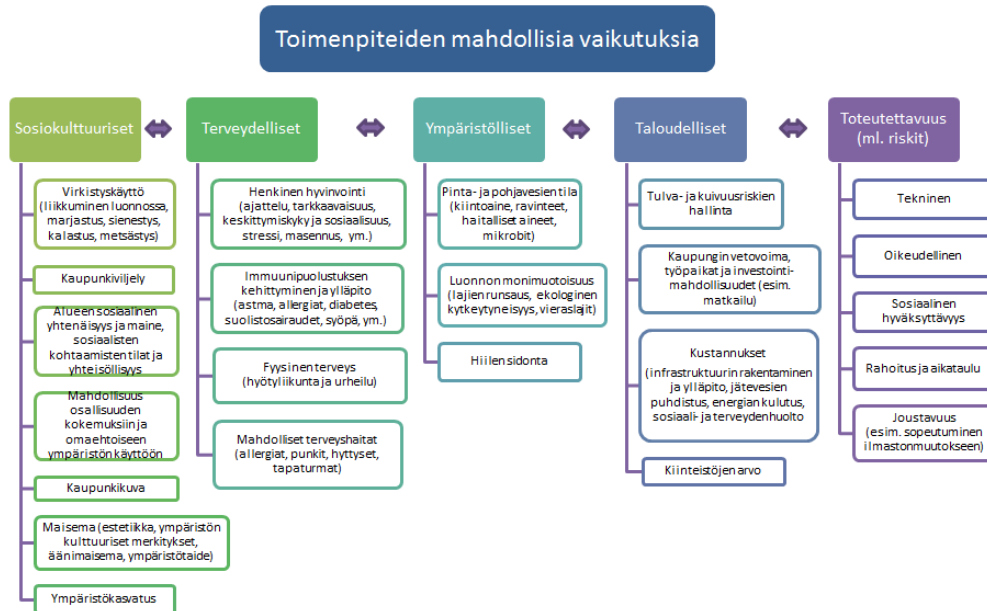 Toimenpiteiden mahdollisia vaikutuksia
Sosiokulttuuriset
Virkistyskäyttö
(liikkuminen luonnossa,
marjastus, sienestys,
kalastus, metsästys)
Kaupunkiviljely
Alueen sosiaalinen
yhtenäisyys ja maine,
sosiaalisten
kohtaamisten tilat ja
yhteisöllisyys
Mahdollisuus
osallisuuden
kokemuksiin ja
omaehtoiseen
ympäristön käyttöön
Kaupunkikuva
Maisema (estetiikka, ympäristön
kulttuuriset merkitykset,
äänimaisema, ympäristötaide)
Ympäristökasvatus
Terveydelliset
Henkinen hyvinvointi
(ajattelu, tarkkaavaisuus,
keskittymiskyky ja sosiaalisuus,
stressi, masennus, ym.)
Immuunipuolustuksen
kehittyminen ja ylläpito
(astma, allergiat, diabetes,
suolistosairaudet, syöpä, ym.)
Fyysinen terveys
(hyötyliikunta ja urheilu)
Mahdolliset terveyshaitat
(allergiat, punkit, hyttyset,
tapaturmat)
Ympäristölliset
Pinta- ja pohjavesien tila
(kiintoaine, ravinteet,
haitalliset aineet,
mikrobit)
Luonnon monimuotoisuus
(lajien runsaus, ekologinen
kytkeytyneisyys, vieraslajit)
Hiilensidonta
Taloudelliset
Tulva- ja kuivuusriskien
hallinta
Kaupungin vetovoima,
työpaikat ja investointi-
mahdollisuudet (esim.
matkailu)
Kustannukset
(infrastruktuurin rakentaminen
ja ylläpito, jätevesien
puhdistus, energian kulutus,
sosiaali- ja terveydenhuolto)
Kiinteistöjen arvo
Toteutettavuus
(ml. riskit)
Tekninen
Oikeudellinen
Sosiaalinen
hyväksyttävyys
Rahoitus ja aikataulu
Joustavuus
(esim. sopeutuminen
ilmastonmuutokseen)